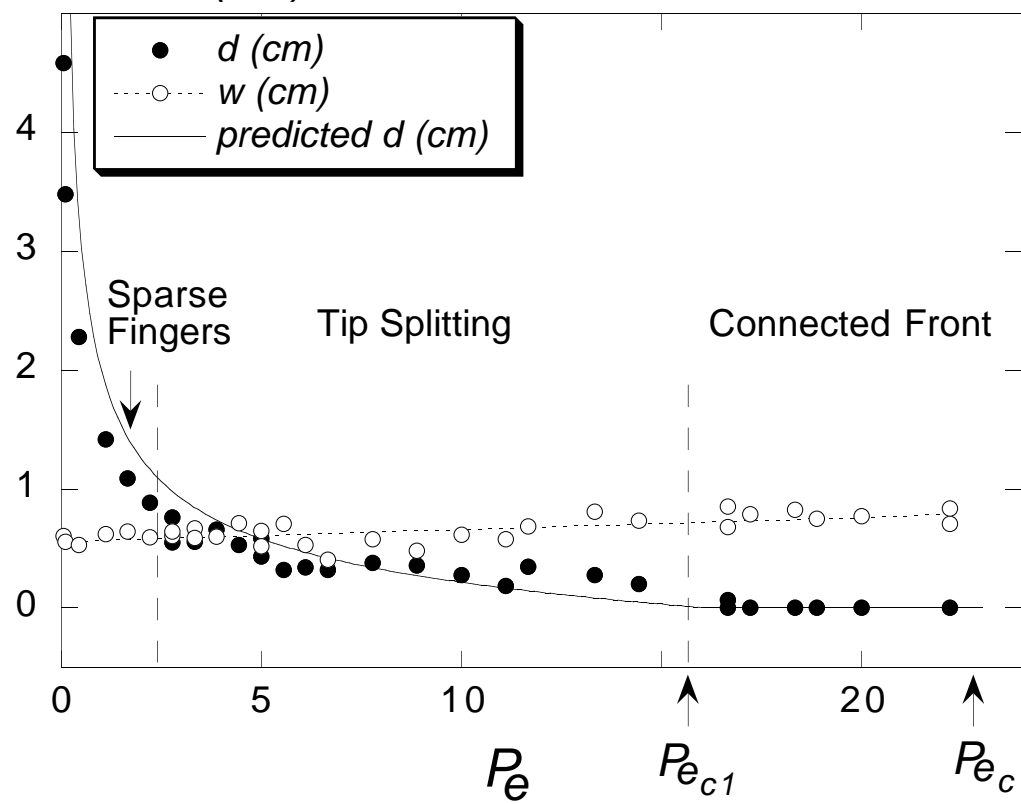 d (cm)
w (cm)
predicted d (cm)
4
3
2
1
0
Sparse
Fingers
Tip Splitting
Connected Front
0
5
10
20
Pe
Pec1
Pec